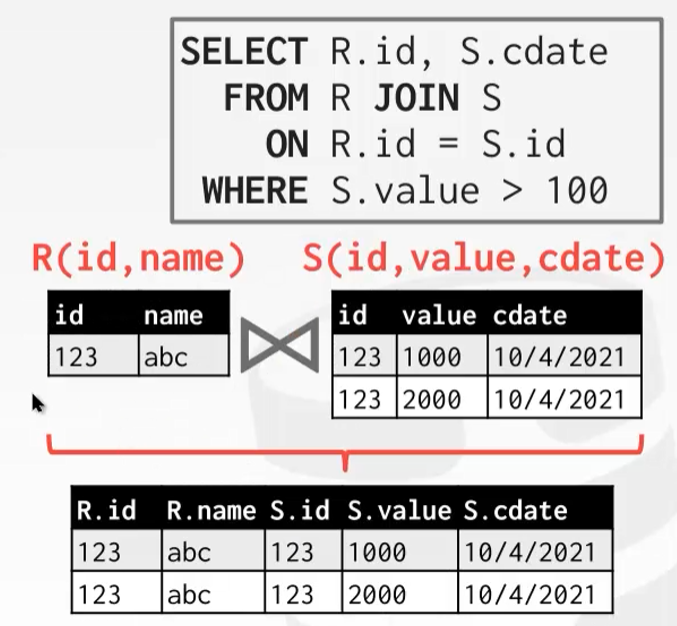 SELECT R.id, S.cdate
FROM R JOIN S
ON R.id = S.id
WHERE S.value > 100
R(id,name) S(id,value,cdate)
id name
123 abc
id value cdate
123 1000 10/4/2021
123 2000 10/4/2021
R.id R.name S.id S.value S.cdate
123 abc 123 1000 10/4/2021
123 abc 123 2000 10/4/2021